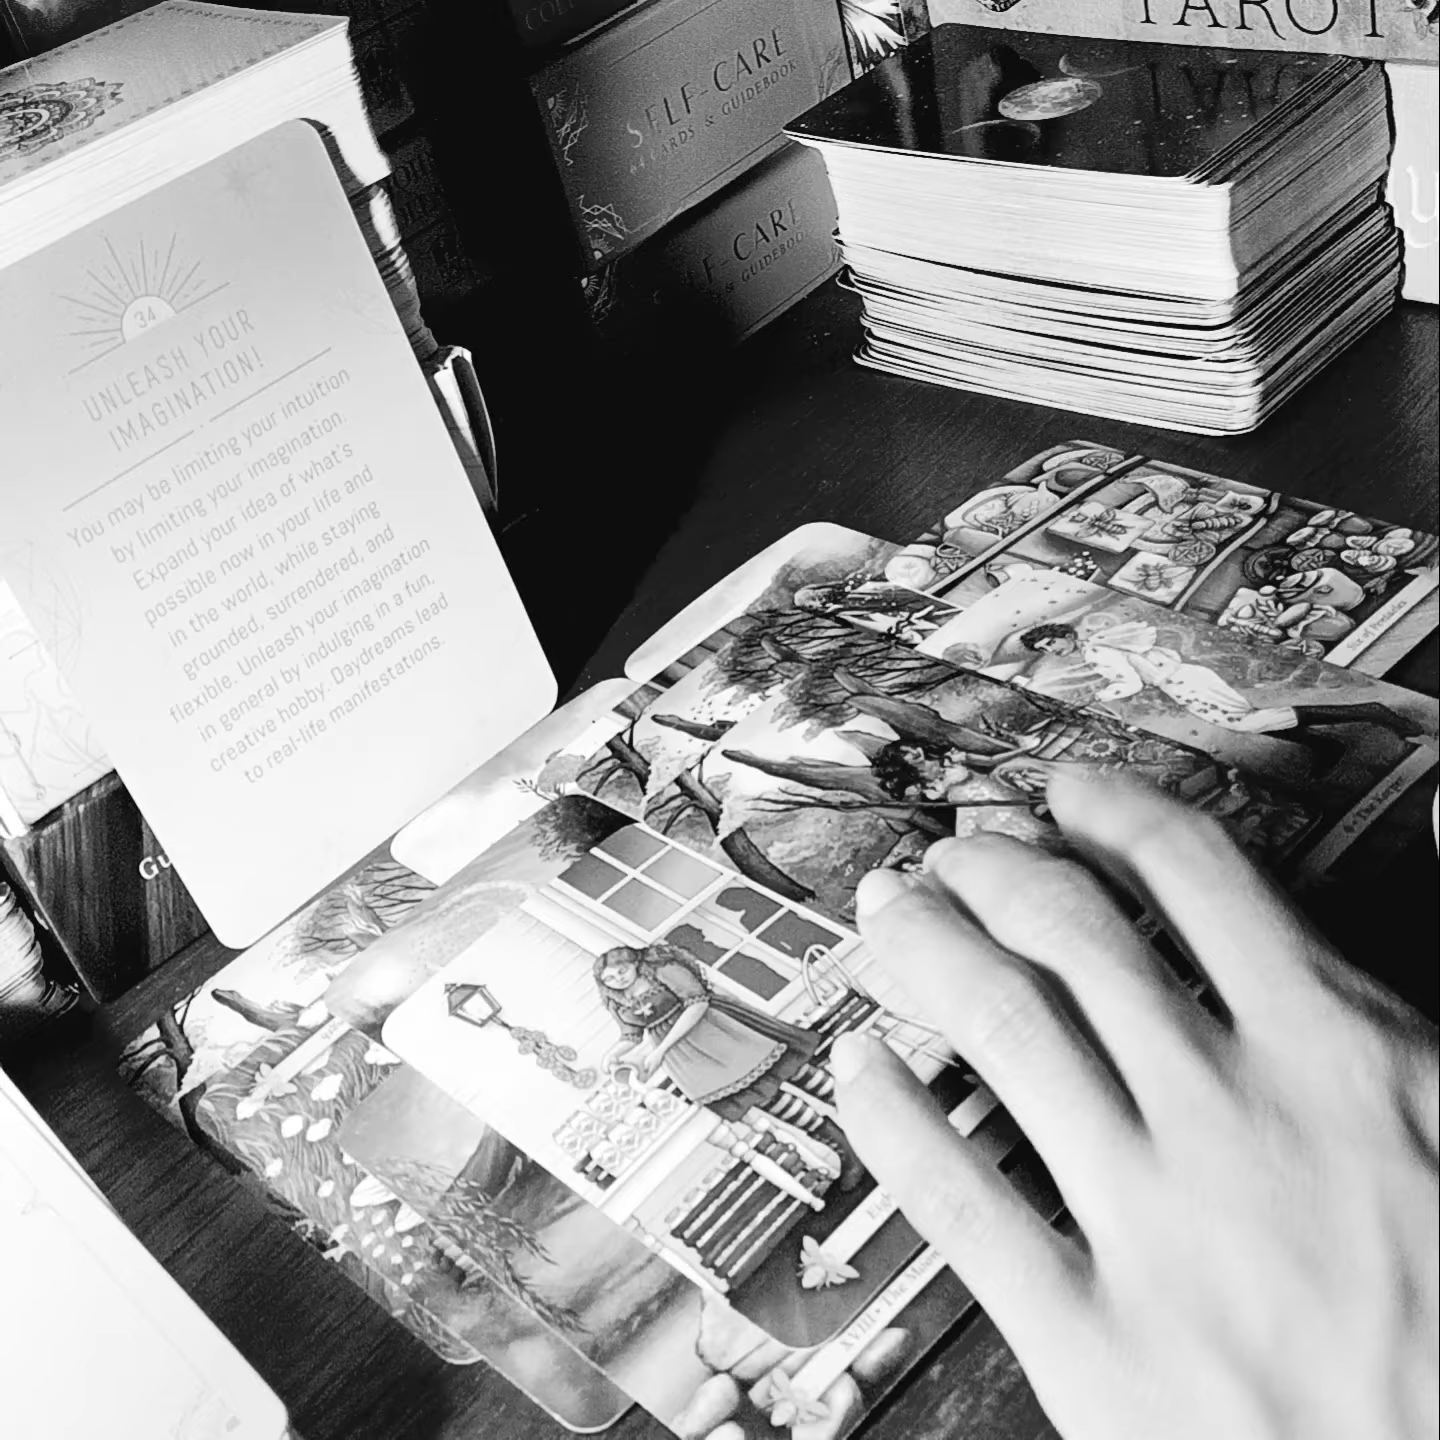 TAROT
SELF-CARE
64 CARDS & GUIDEBOOK
-CARE
& GUIDEBOOK
34
UNLEASH YOUR
IMAGINATION!
You may be limiting your intuition
by limiting your imagination.
Expand your idea of what's
possible now in your life and
in the world, while staying
grounded, surrendered, and
flexible. Unleash your imagination
in general by indulging in a fun,
creative hobby. Daydreams lead
to real-life manifestations.
Six of Pentacles
Gu
XVIII • The Moon